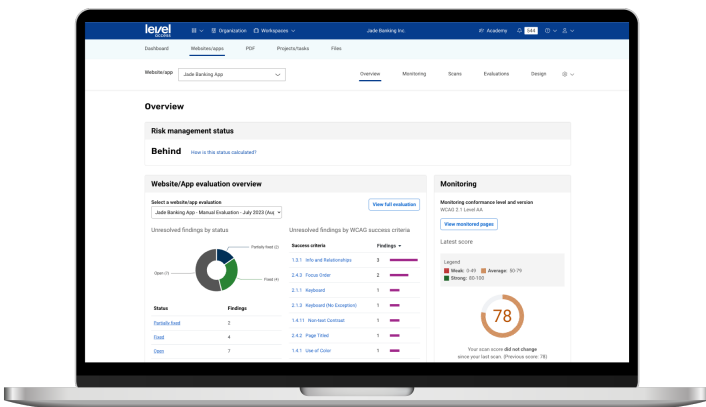 level access
Organization Workspaces Jade Banking Inc. Academy 544
Dashboard Websites/apps PDF Projects/tasks Files
Website/app Jade Banking App Overview Monitoring Scans Evaluations Design
Overview
Risk management status
Behind How is this status calculated?
Website/App evaluation overview
Select a website/app evaluation
Jade Banking App - Manual Evaluation - July 2023 (Aug
View full evaluation
Unresolved findings by status
Partially fixed (2)
Open (7)
Fixed (4)
Status Findings
Partially fixed 2
Fixed 4
Open 7
Unresolved findings by WCAG success criteria
Success criteria Findings
1.3.1 Info and Relationships 3
2.4.3 Focus Order 2
2.1.1 Keyboard 1
2.1.3 Keyboard (No Exception) 1
1.4.11 Non-text Contrast 1
2.4.2 Page Titled 1
1.4.1 Use of Color 1
Monitoring
Monitoring conformance level and version
WCAG 2.1 Level AA
View monitored pages
Latest score
Legend
Weak: 0-49 Average: 50-79
Strong: 80-100
78
Your scan score did not change
since your last scan. (Previous score: 78)